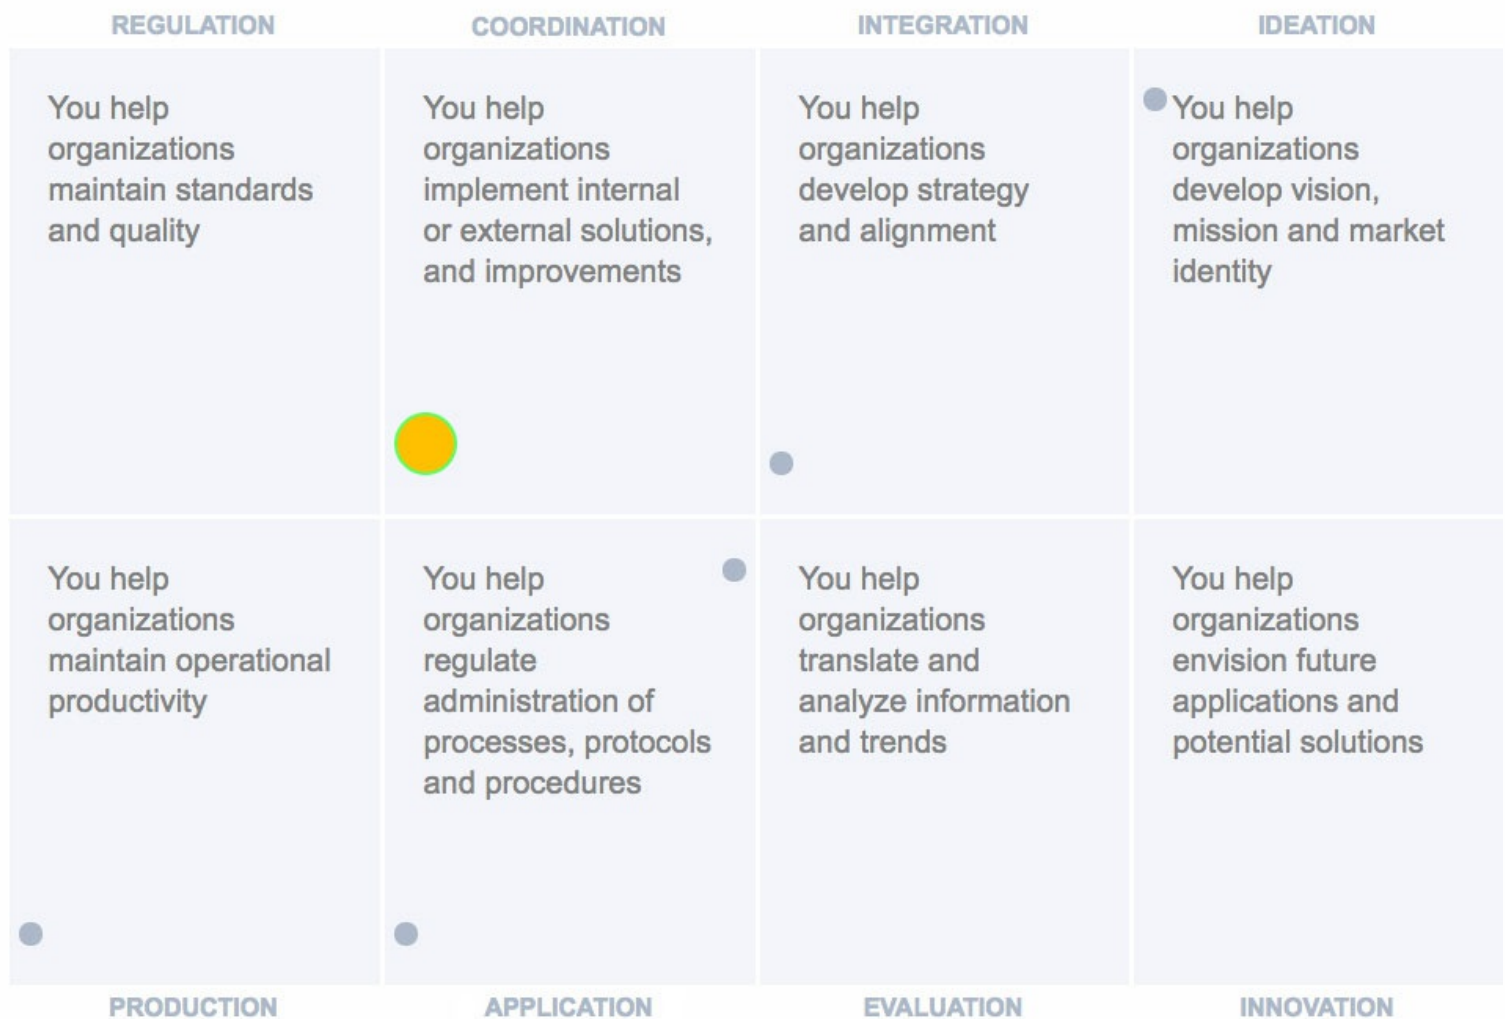 REGULATION
COORDINATION
INTEGRATION
IDEATION
You help
organizations
maintain standards
and quality
You help
organizations
implement internal
or external solutions,
and improvements
You help
organizations
develop strategy
and alignment
You help
organizations
develop vision,
mission and market
identity
You help
organizations
maintain operational
productivity
You help
organizations
regulate
administration of
processes, protocols
and procedures
You help
organizations
translate and
analyze information
and trends
You help
organizations
envision future
applications and
potential solutions
PRODUCTION
APPLICATION
EVALUATION
INNOVATION